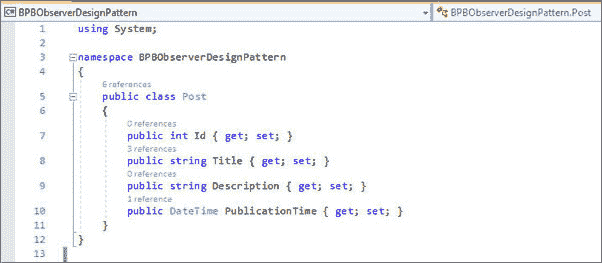 BPBObserverDesignPattern BPBObserverDesignPattern.Post
1 using System;
2
3 namespace BPBObserverDesignPattern
4 {
6 references
5 public class Post
6 {
0 references
7 public int Id { get; set; }
3 references
8 public string Title { get; set; }
0 references
9 public string Description { get; set; }
1 reference
10 public DateTime PublicationTime { get; set; }
11 }
12 }
13